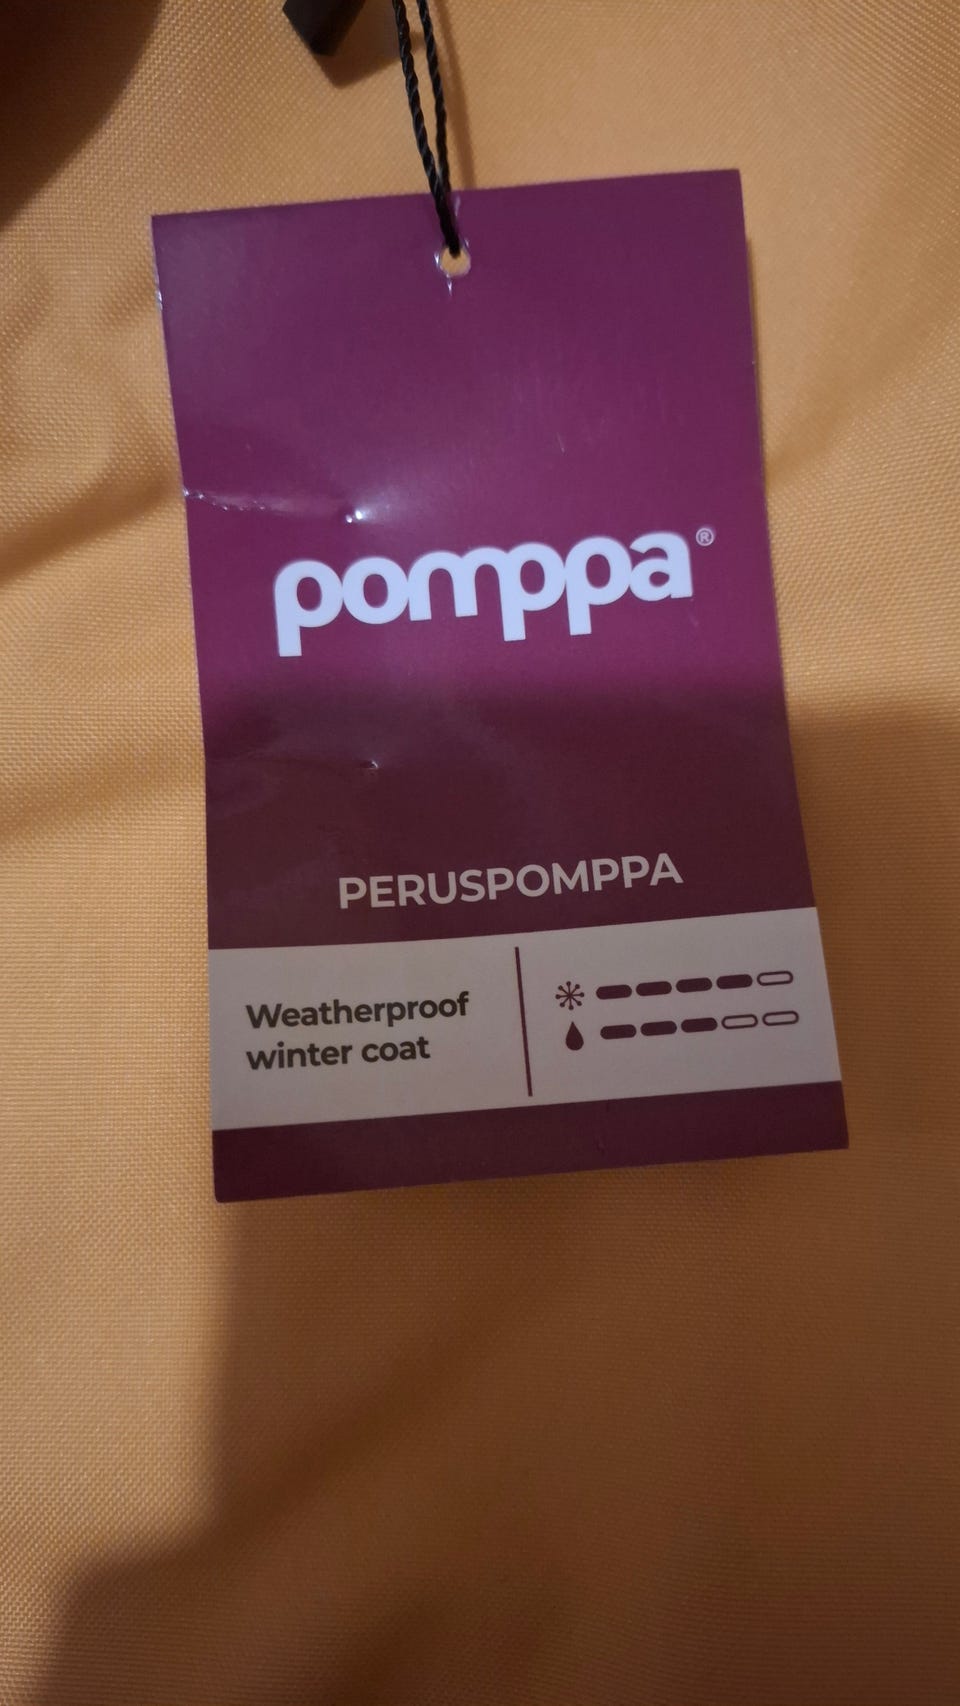 pomppa®
PERUSPOMPPA
Weatherproof
winter coat